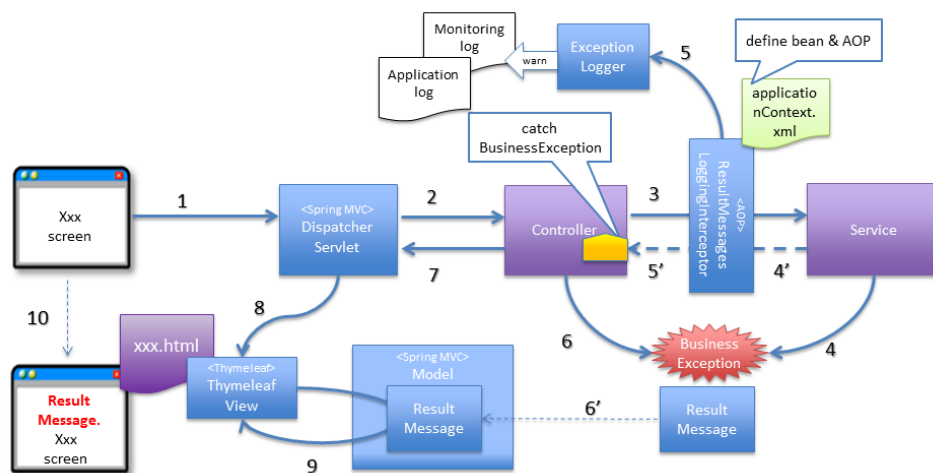 Monitoring
log
Application
log
warn
Exception
Logger
5
define bean & AOP
applicatio
nContext.
xml
catch
BusinessException
Xxx
screen
1
<Spring MVC>
Dispatcher
Servlet
2
7
Controller
3
5’
<AOP>
ResultMessages
LoggingInterceptor
4’
Service
10
8
6
Business
Exception
4
xxx.html
<Thymeleaf>
Thymeleaf
View
<Spring MVC>
Model
Result
Message
6’
Result
Message
Result
Message.
Xxx
screen
9